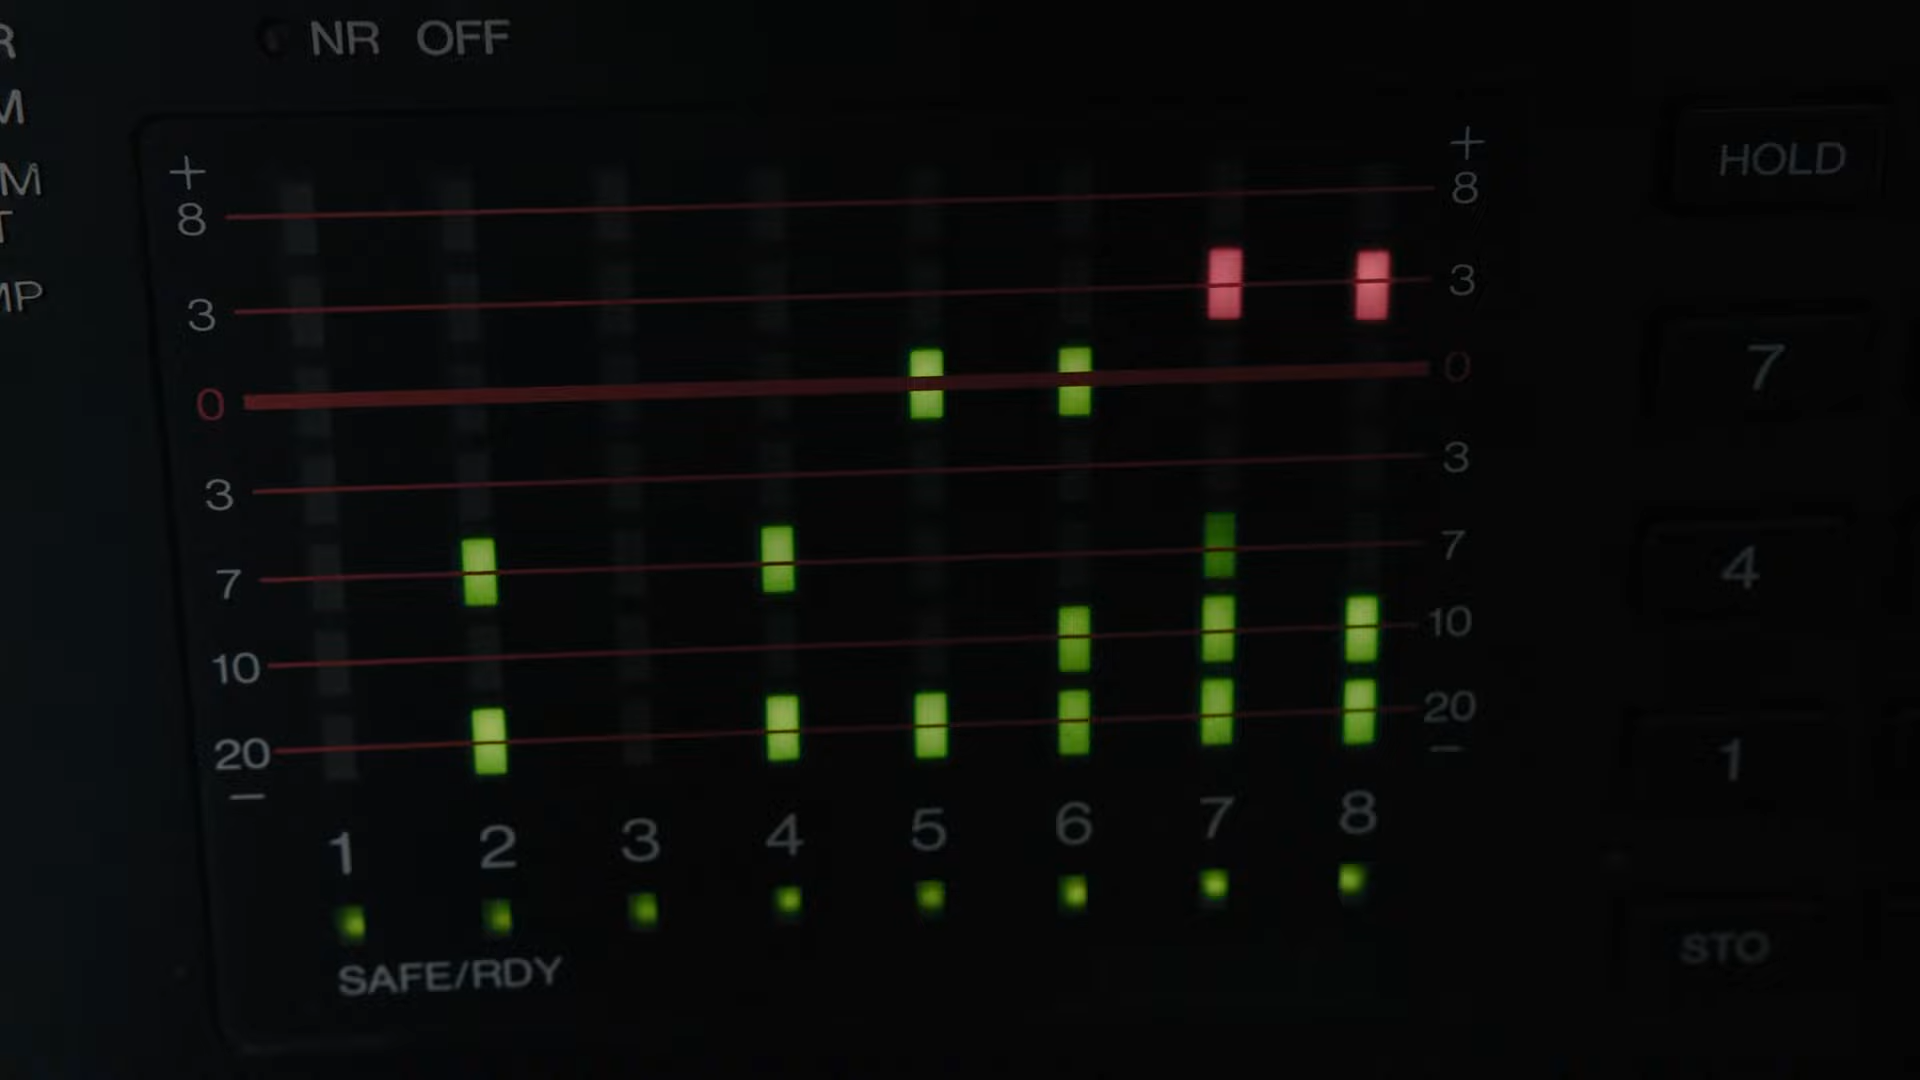 NR OFF
+ +
8 8
3 3
0 0
3 3
7 7
10 10
20 20
− −
1 2 3 4 5 6 7 8
SAFE/RDY
HOLD
7
4
1
STO